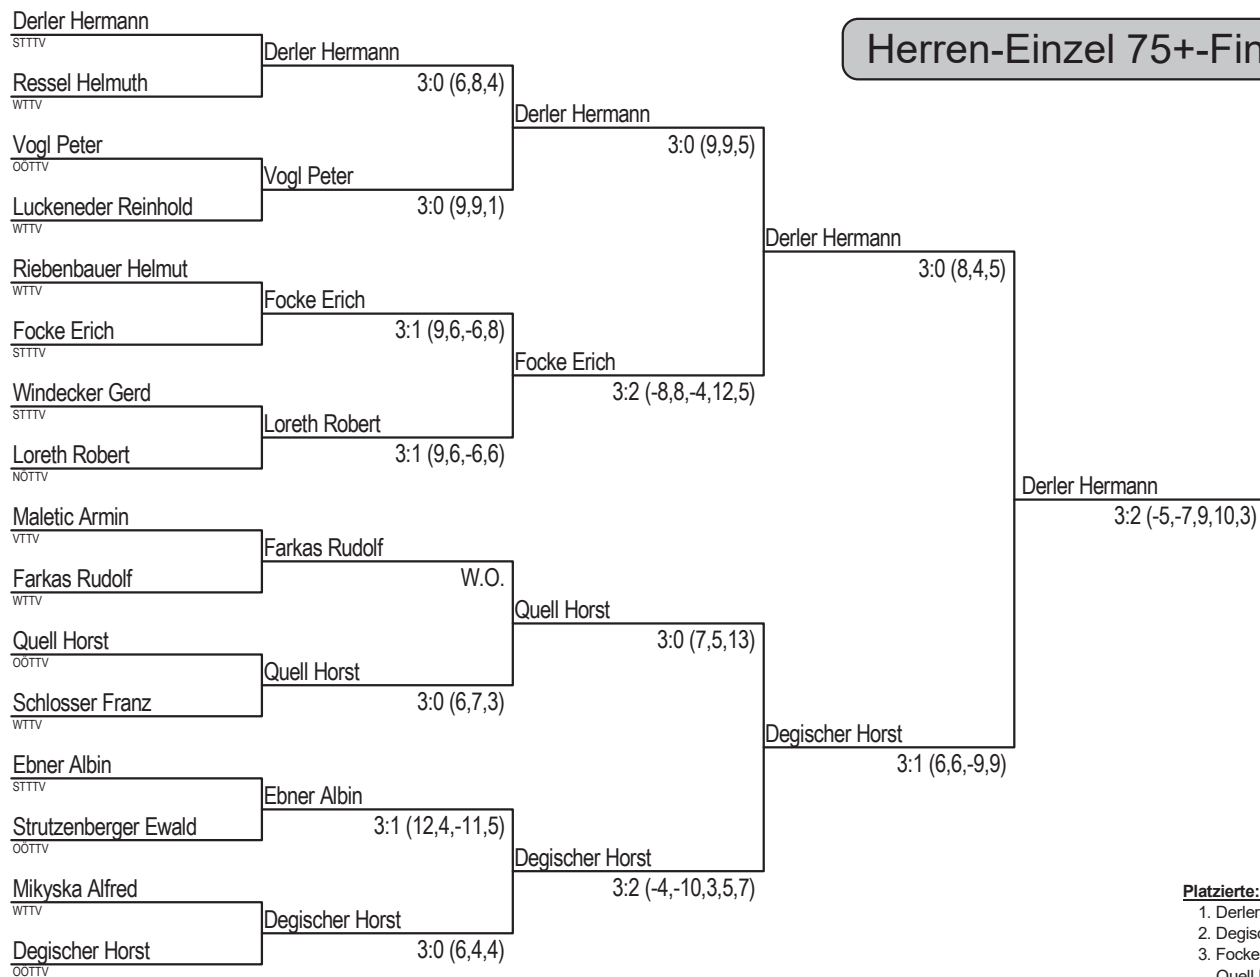 Herren-Einzel 75+-Fin
Derler Hermann
STTTV
Ressel Helmuth
WTTV
Vogl Peter
OÖTTV
Luckeneder Reinhold
WTTV
Riebenbauer Helmut
WTTV
Focke Erich
STTTV
Windecker Gerd
STTTV
Loreth Robert
NÖTTV
Maletic Armin
VTTV
Farkas Rudolf
WTTV
Quell Horst
OÖTTV
Schlosser Franz
WTTV
Ebner Albin
STTTV
Strutzenberger Ewald
OÖTTV
Mikyska Alfred
WTTV
Degischer Horst
OÖTTV
Derler Hermann
3:0 (6,8,4)
Vogl Peter
3:0 (9,9,1)
Focke Erich
3:1 (9,6,-6,8)
Loreth Robert
3:1 (9,6,-6,6)
Farkas Rudolf
W.O.
Quell Horst
3:0 (6,7,3)
Ebner Albin
3:1 (12,4,-11,5)
Degischer Horst
3:0 (6,4,4)
Derler Hermann
3:0 (9,9,5)
Focke Erich
3:2 (-8,8,-4,12,5)
Quell Horst
3:0 (7,5,13)
Degischer Horst
3:2 (-4,-10,3,5,7)
Derler Hermann
3:0 (8,4,5)
Degischer Horst
3:1 (6,6,-9,9)
Derler Hermann
3:2 (-5,-7,9,10,3)
Platzierte:
1. Derler
2. Degisc
3. Focke
Quell